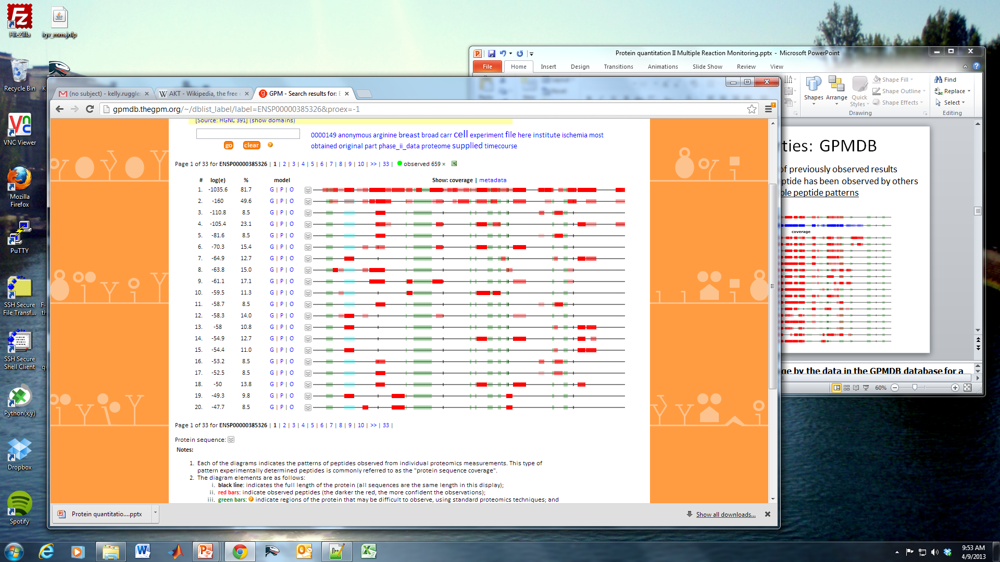 FileZilla
igv_mm.jnlp
Recycle Bin
K
VNC Viewer
Mozilla
Firefox
PuTTY
SSH Secure
File Transf...
F-
th
SSH Secure
Shell Client
q
Python(x,y)
Dropbox
Spotify
Protein quantitation II Multiple Reaction Monitoring.pptx - Microsoft PowerPoint
File Home Insert Design Transitions Animations Slide Show Review View
Shapes Arrange Quick Styles
Shape Fill
Shape Outline
Shape Effects
Drawing
Find
Replace
Select
Editing
ties: GPMDB
of previously observed results
ptide has been observed by others
ble peptide patterns
coverage
ge by the data in the GPMDB database for a
60%
(no subject) - kelly.ruggle
AKT - Wikipedia, the free
GPM - Search results for: E
gpmdb.thegpm.org/~/dblist_label/label=ENSP00000385326&proex=-1
[Source: HGNC 391] (show domains)
go clear ?
0000149 anonymous arginine breast broad carr cell experiment file here institute ischemia most
obtained original part phase_ii_data proteome supplied timecourse
Page 1 of 33 for ENSP00000385326 | 1 | 2 | 3 | 4 | 5 | 6 | 7 | 8 | 9 | 10 | >> | 33 | observed 659 ×
# log(e) % model Show: coverage | metadata
1. -1035.6 81.7 G | P | O
2. -160 49.6 G | P | O
3. -110.8 8.5 G | P | O
4. -105.4 23.1 G | P | O
5. -81.6 8.5 G | P | O
6. -70.3 15.4 G | P | O
7. -64.9 12.7 G | P | O
8. -63.8 15.0 G | P | O
9. -61.1 17.1 G | P | O
10. -59.5 11.3 G | P | O
11. -58.7 8.5 G | P | O
12. -58.3 14.0 G | P | O
13. -58 10.8 G | P | O
14. -54.9 12.7 G | P | O
15. -54.4 11.0 G | P | O
16. -53.2 8.5 G | P | O
17. -52.5 8.5 G | P | O
18. -50 13.8 G | P | O
19. -49.3 9.8 G | P | O
20. -47.7 8.5 G | P | O
Page 1 of 33 for ENSP00000385326 | 1 | 2 | 3 | 4 | 5 | 6 | 7 | 8 | 9 | 10 | >> | 33 |
Protein sequence:
Notes:
1. Each of the diagrams indicates the patterns of peptides observed from individual proteomics measurements. This type of
pattern experimentally determined peptides is commonly referred to as the "protein sequence coverage".
2. The diagram elements are as follows:
i. black line: indicates the full length of the protein (all sequences are the same length in this display);
ii. red bars: indicate observed peptides (the darker the red, the more confident the observations);
iii. green bars: ? indicate regions of the protein that may be difficult to observe, using standard proteomics techniques; and
Protein quantitatio....pptx
Show all downloads...
9:53 AM
4/9/2013